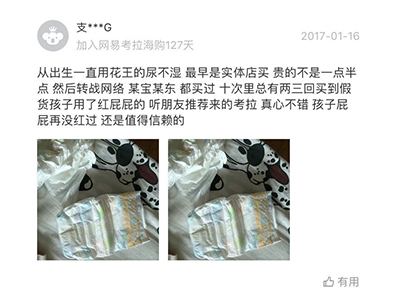 支***G
2017-01-16
加入网易考拉海购127天
从出生一直用花王的尿不湿 最早是实体店买 贵的不是一点半
点 然后转战网络 某宝某东 都买过 十次里总有两三回买到假
货孩子用了红屁屁的 听朋友推荐来的考拉 真心不错 孩子屁
屁再没红过 还是值得信赖的
有用